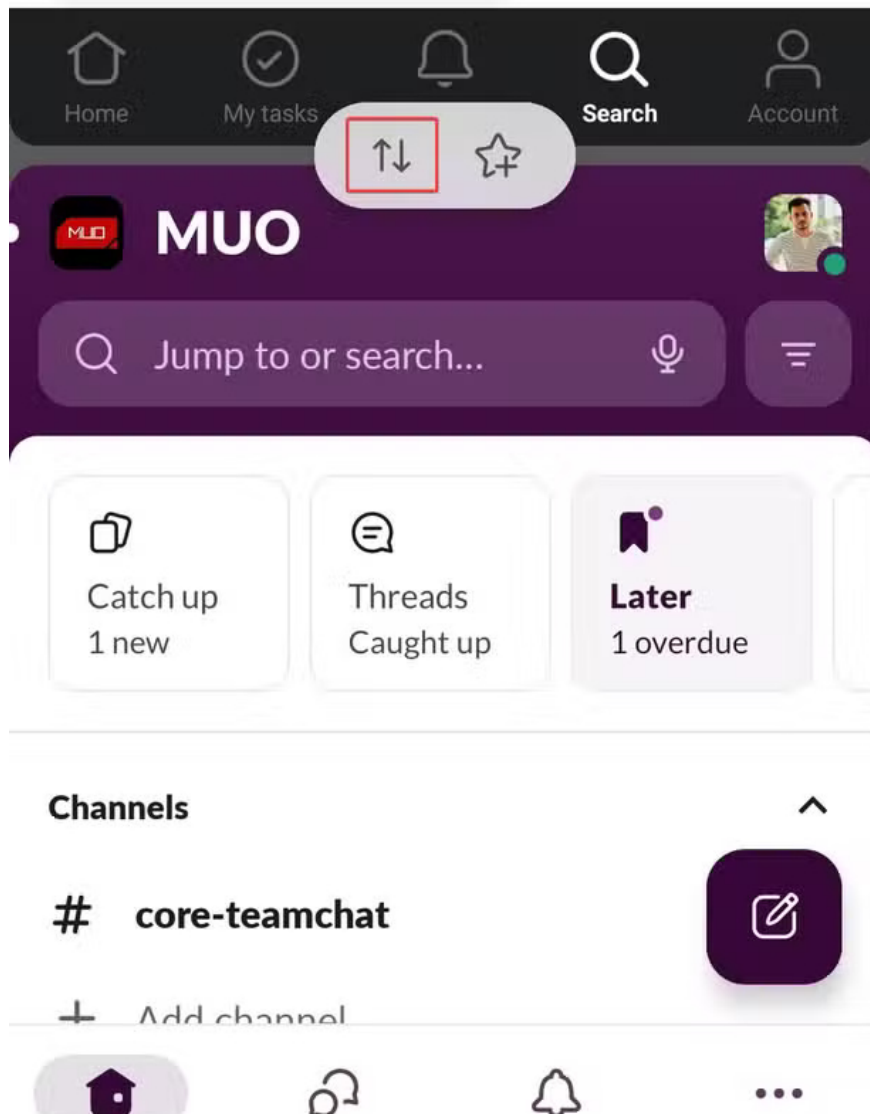 Home My tasks Search Account
MUO MUO
Jump to or search...
Catch up Threads Later
1 new Caught up 1 overdue
Channels
# core-teamchat
+ Add channel